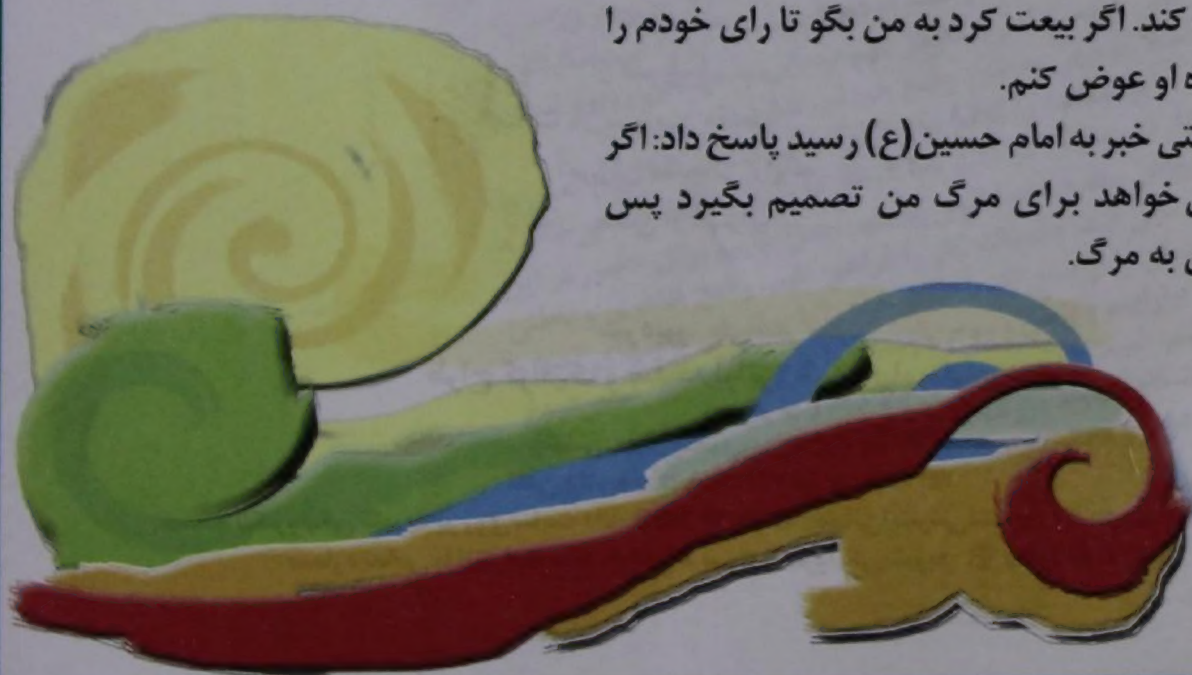 کند. اگر بیعت کرد به من بگو تا رای خودم را
او عوض کنم.
خبر به امام حسین(ع) رسید پاسخ داد: اگر
خواهد برای مرگ من تصمیم بگیرد پس
به مرگ.